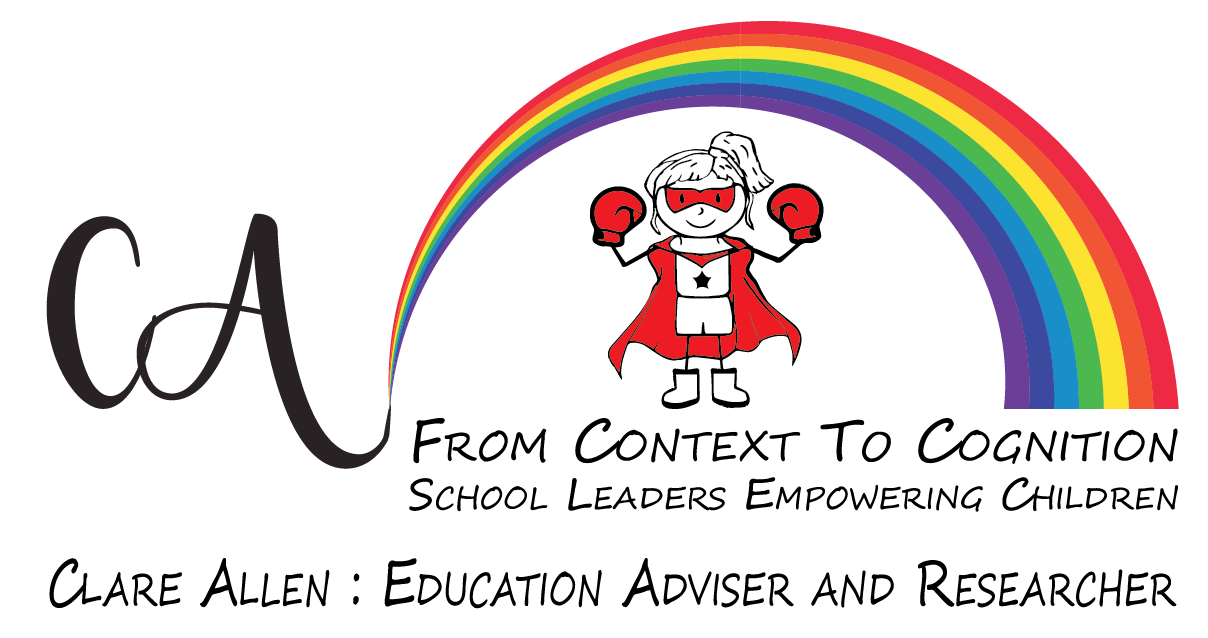 CA
From Context To Cognition
School Leaders Empowering Children
Clare Allen : Education Adviser and Researcher